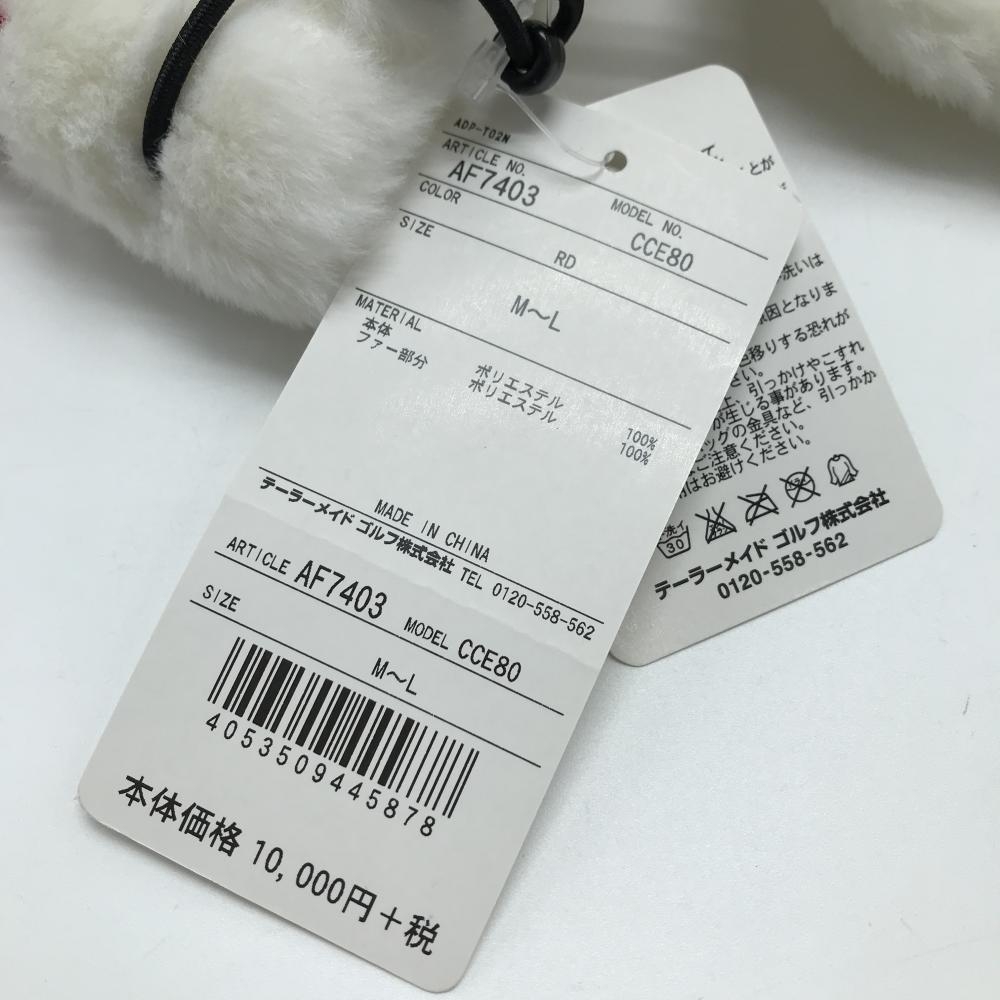 ADP-T02N
ARTICLE NO.
AF7403
MODEL NO.
CCE80
COLOR
RD
SIZE
M〜L
MATERIAL
本体 ポリエステル 100%
ファー部分 ポリエステル 100%
MADE IN CHINA
テーラーメイド ゴルフ株式会社 TEL 0120-558-562
ARTICLE AF7403 MODEL CCE80
SIZE
M〜L
4053509445878
本体価格 10,000円+税
とが
洗いは
因となりま
移りする恐れが
さい。
引っかけやこすれ
が生じる事があります。
ッグの金具など、引っかか
ご注意ください。
はお避けください。
30
テーラーメイド ゴルフ株式会社
0120-558-562